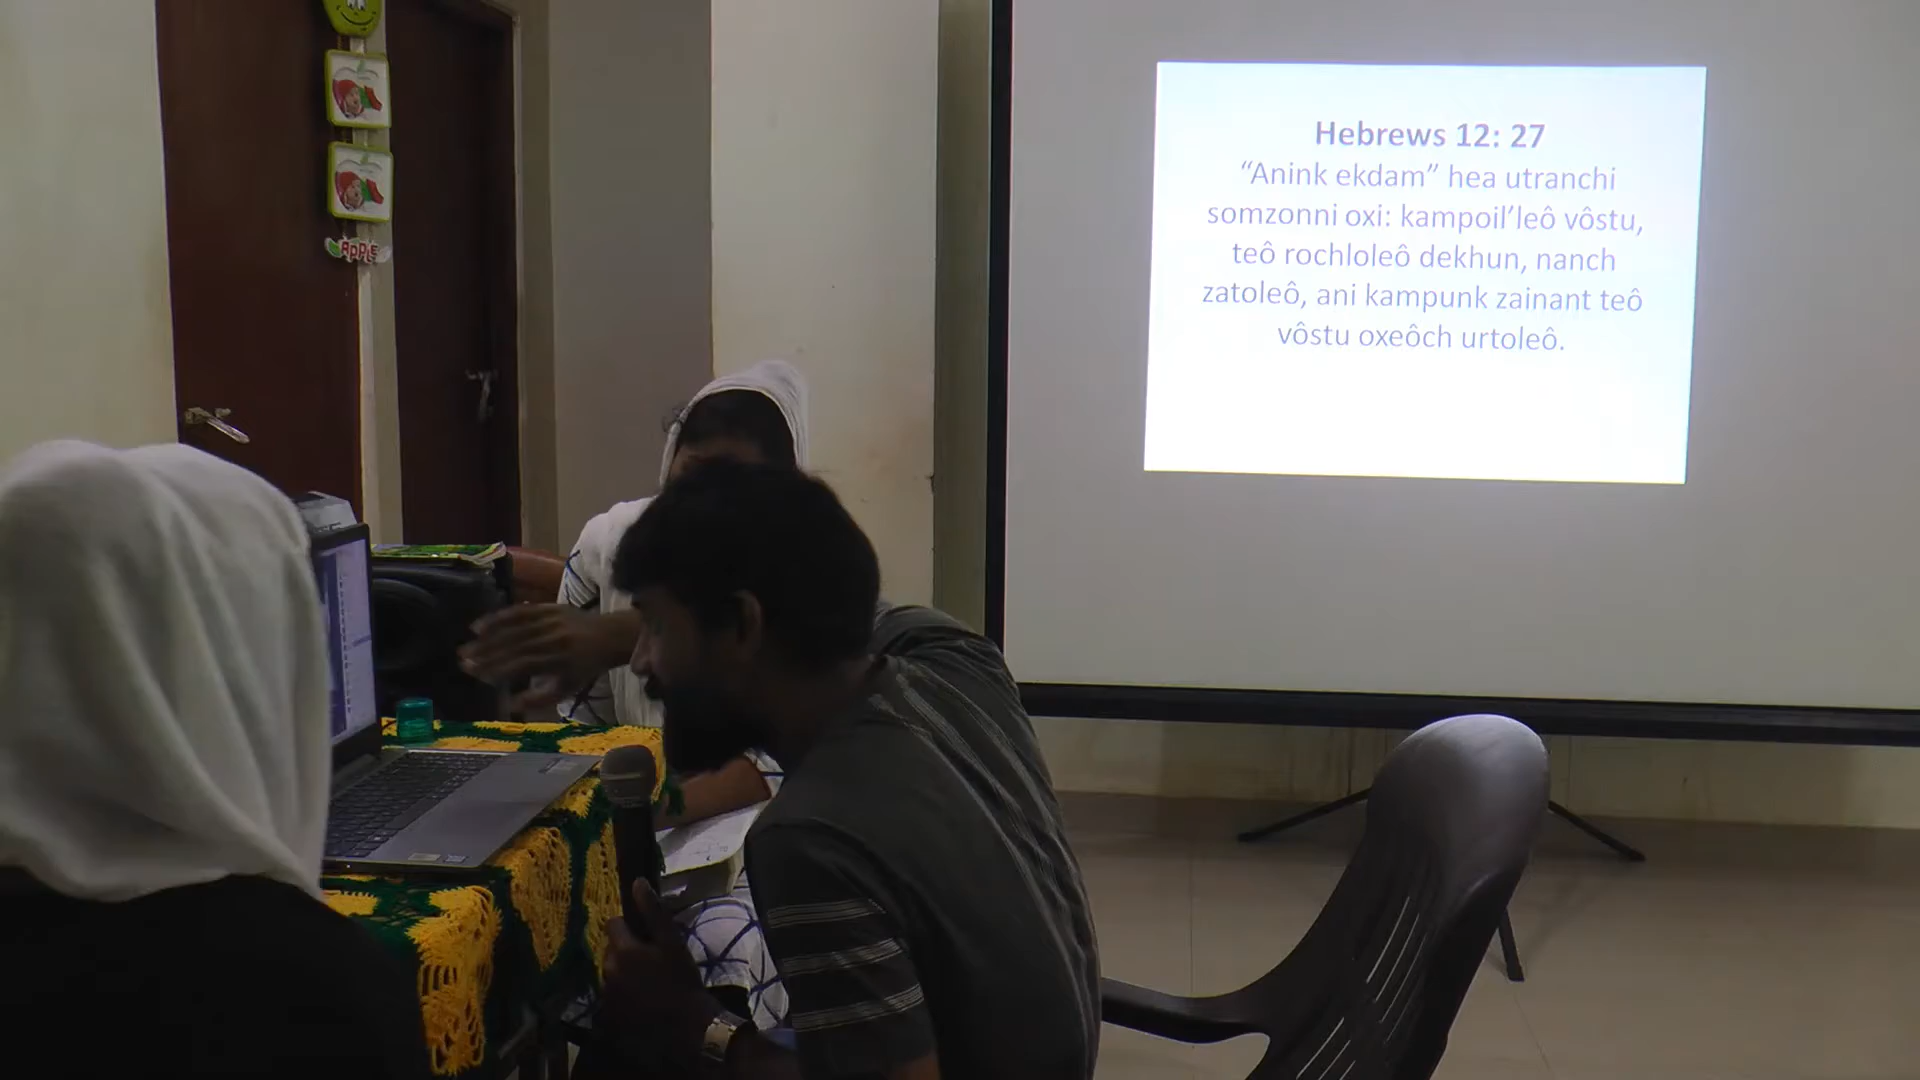 APPLE
Hebrews 12: 27
“Anink ekdam” hea utranchi
somzonni oxi: kampoil’leô vôstu,
teô rochloleô dekhun, nanch
zatoleô, ani kampunk zainant teô
vôstu oxeôch urtoleô.